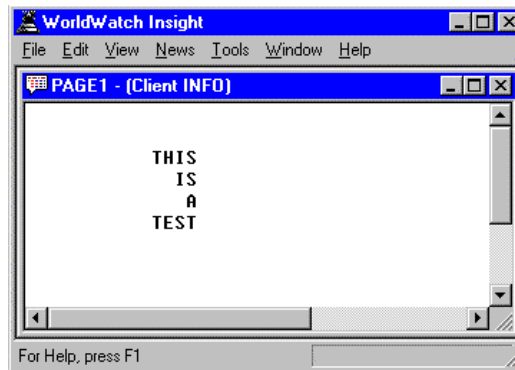 WorldWatch Insight
File Edit View News Tools Window Help
PAGE1 - (Client INFO)
THIS
IS
A
TEST
For Help, press F1